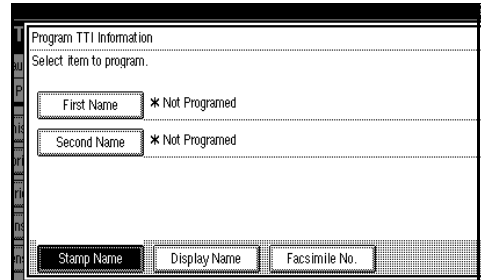 Program TTI Information
Select item to program.
First Name * Not Programed
Second Name * Not Programed
Stamp Name Display Name Facsimile No.